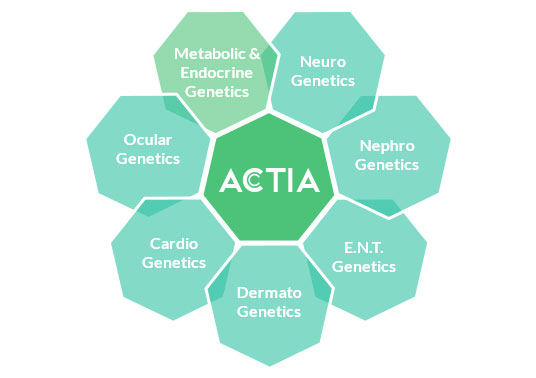 Metabolic &
Endocrine
Genetics
Neuro
Genetics
Ocular
Genetics
Nephro
Genetics
ACTIA
Cardio
Genetics
E.N.T.
Genetics
Dermato
Genetics